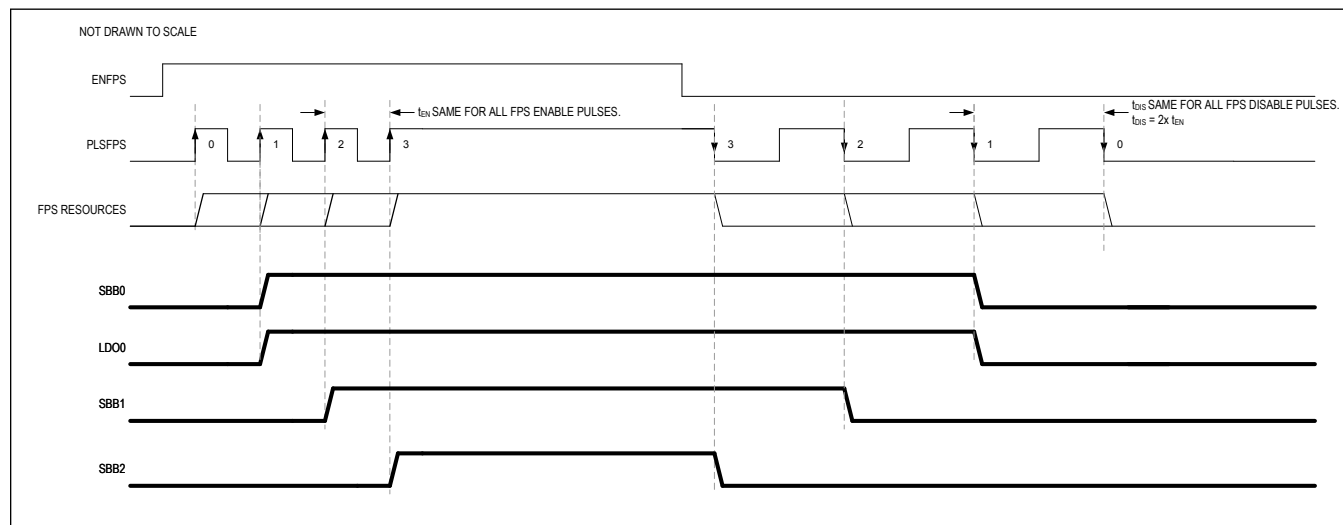 NOT DRAWN TO SCALE
ENFPS
tEN SAME FOR ALL FPS ENABLE PULSES.
tDIS SAME FOR ALL FPS DISABLE PULSES.
tDIS = 2x tEN
PLSFPS
0 1 2 3 3 2 1 0
FPS RESOURCES
SBB0
LDO0
SBB1
SBB2